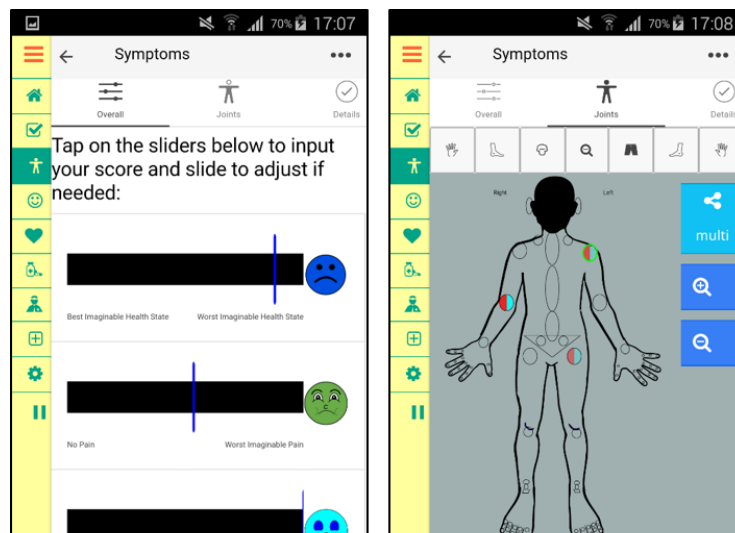 70% 17:07
Symptoms
Overall
Joints
Details
Tap on the sliders below to input
your score and slide to adjust if
needed:
Best Imaginable Health State Worst Imaginable Health State
No Pain Worst Imaginable Pain
70% 17:08
Symptoms
Overall
Joints
Details
Right Left
multi